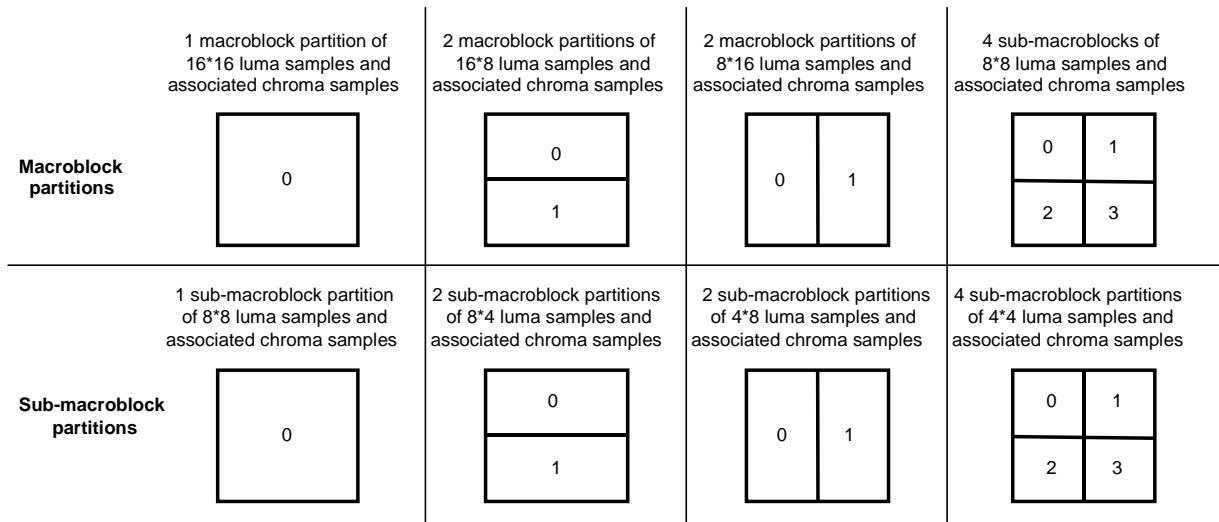 1 macroblock partition of
16*16 luma samples and
associated chroma samples
2 macroblock partitions of
16*8 luma samples and
associated chroma samples
2 macroblock partitions of
8*16 luma samples and
associated chroma samples
4 sub-macroblocks of
8*8 luma samples and
associated chroma samples
Macroblock
partitions
0
0
1
0 1
0 1
2 3
1 sub-macroblock partition
of 8*8 luma samples and
associated chroma samples
2 sub-macroblock partitions
of 8*4 luma samples and
associated chroma samples
2 sub-macroblock partitions
of 4*8 luma samples and
associated chroma samples
4 sub-macroblock partitions
of 4*4 luma samples and
associated chroma samples
Sub-macroblock
partitions
0
0
1
0 1
0 1
2 3